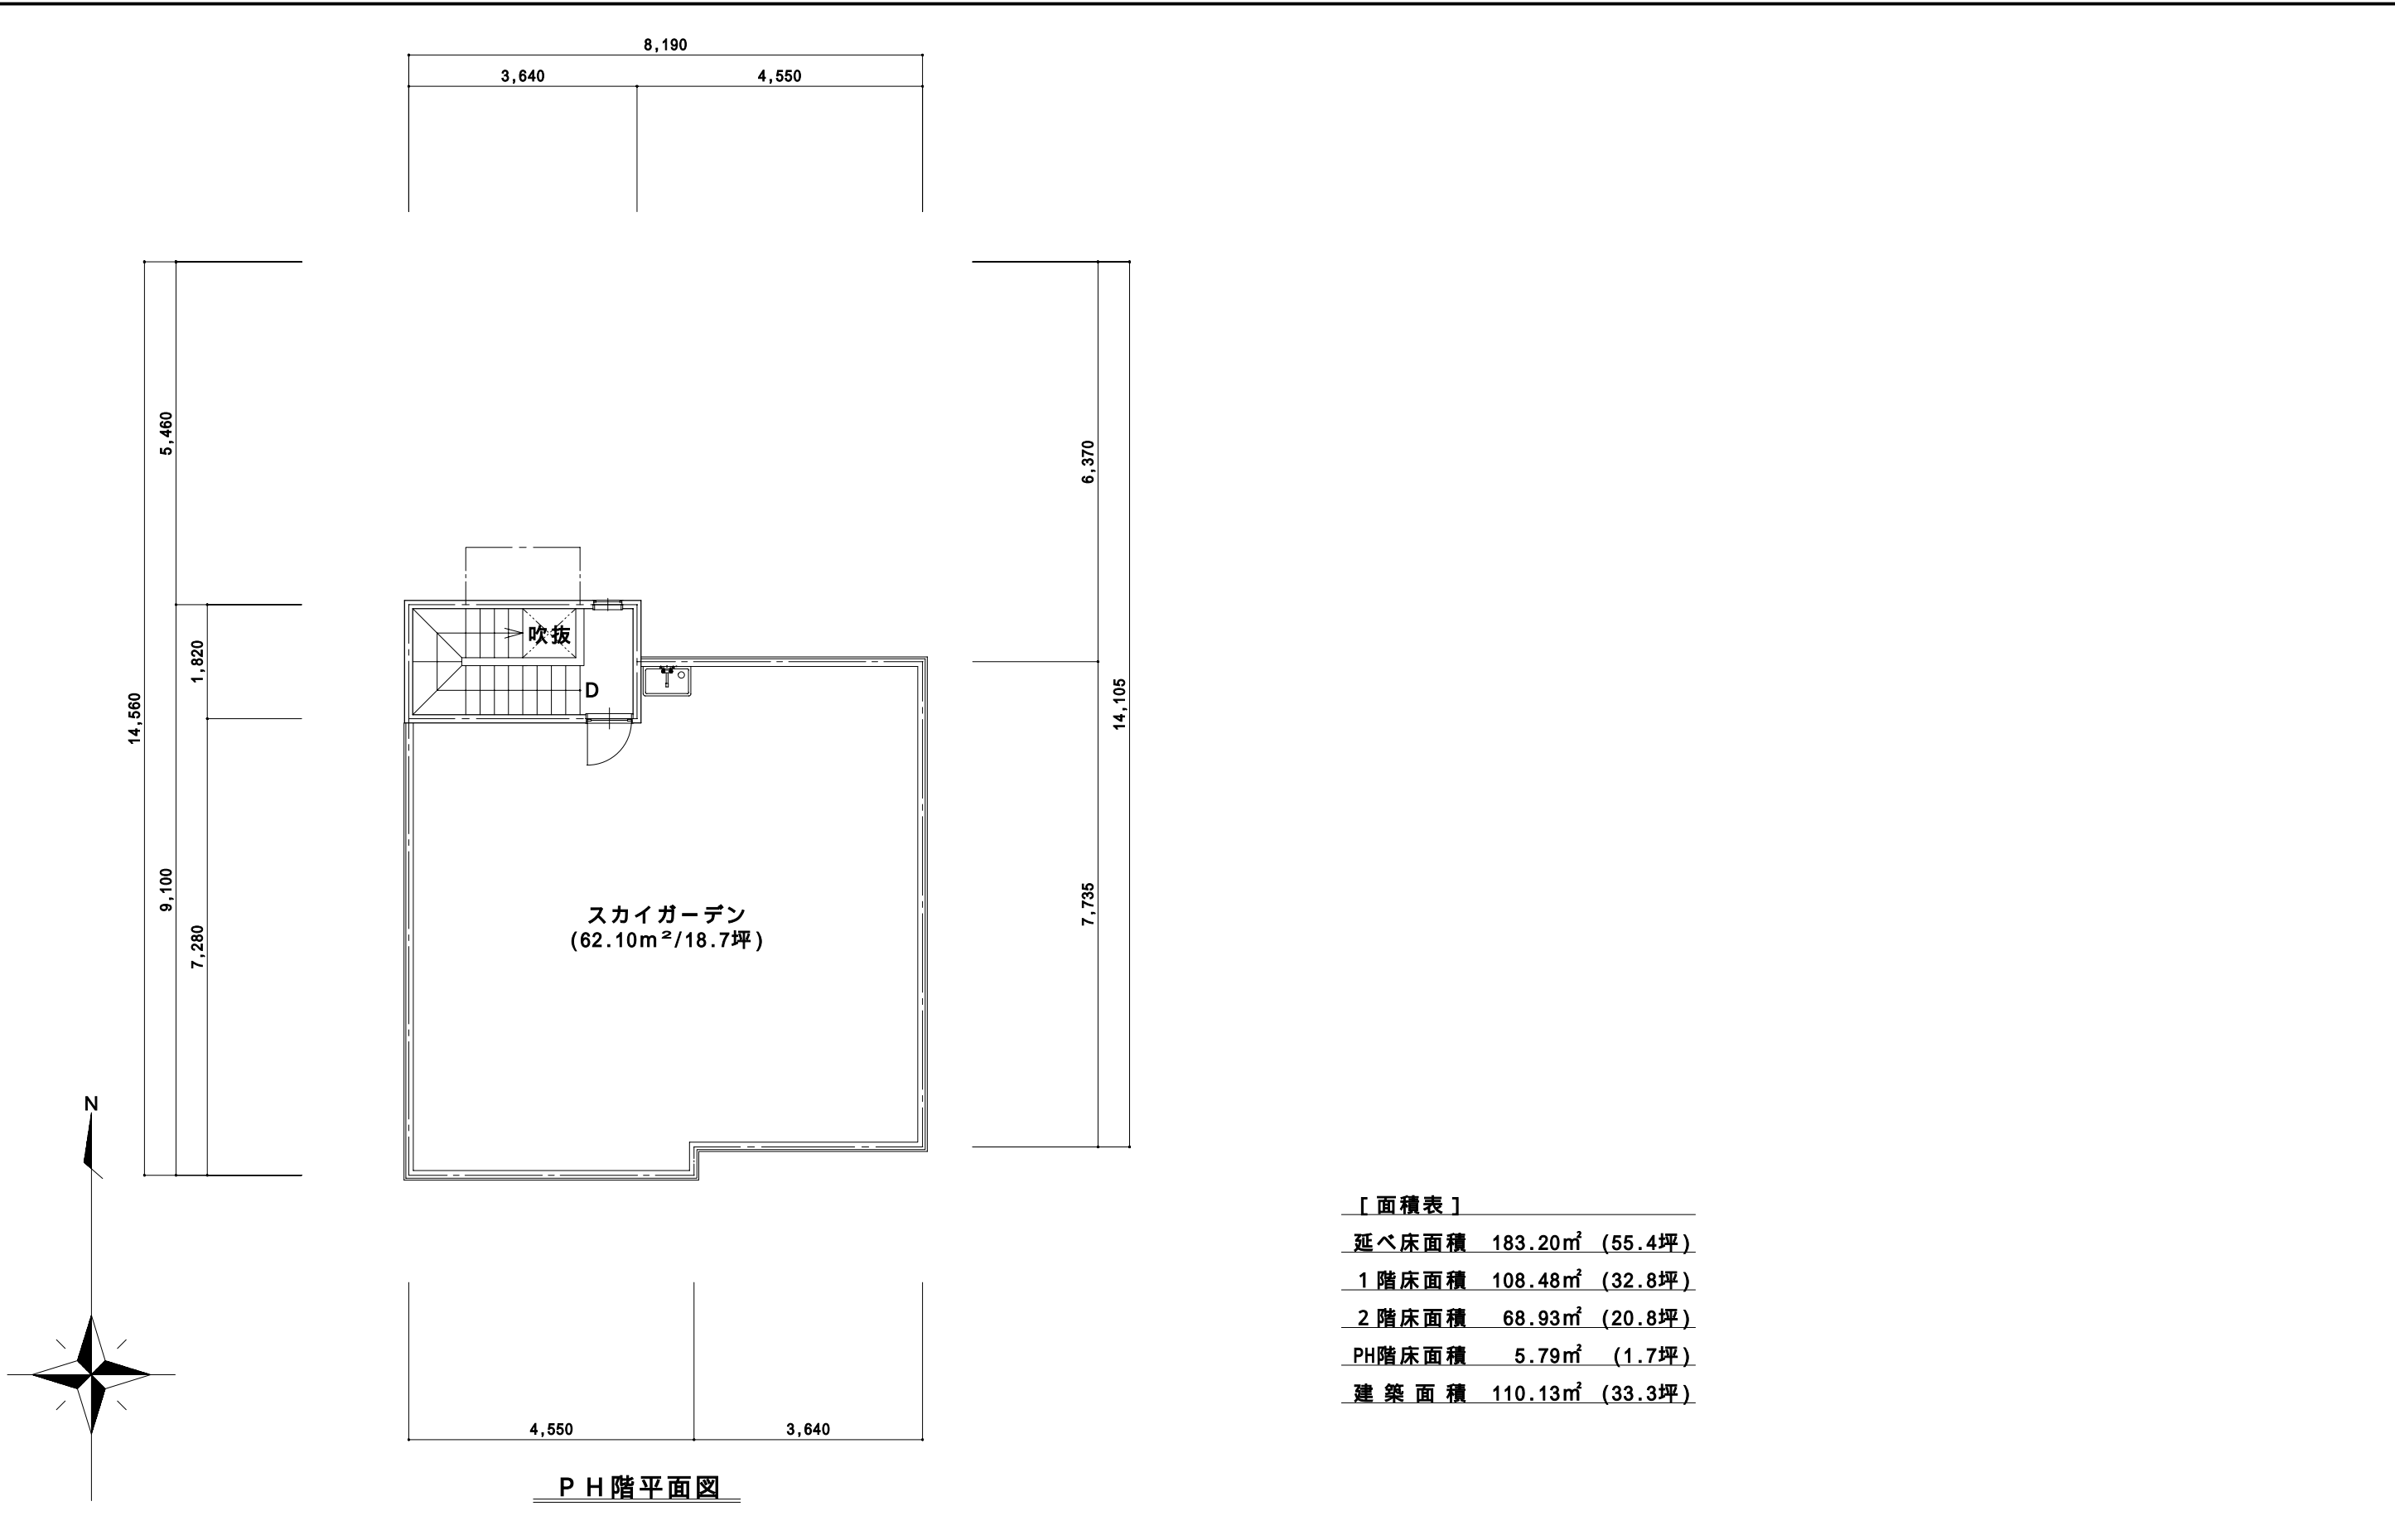 8,190
3,640
4,550
5,460
6,370
吹抜
1,820
D
14,560
14,105
9,100
7,735
スカイガーデン
(62.10m²/18.7坪)
7,280
N
[面積表]
延べ床面積 183.20㎡ (55.4坪)
1階床面積 108.48㎡ (32.8坪)
2階床面積 68.93㎡ (20.8坪)
PH階床面積 5.79㎡ (1.7坪)
建築面積 110.13㎡ (33.3坪)
4,550
3,640
PH階平面図